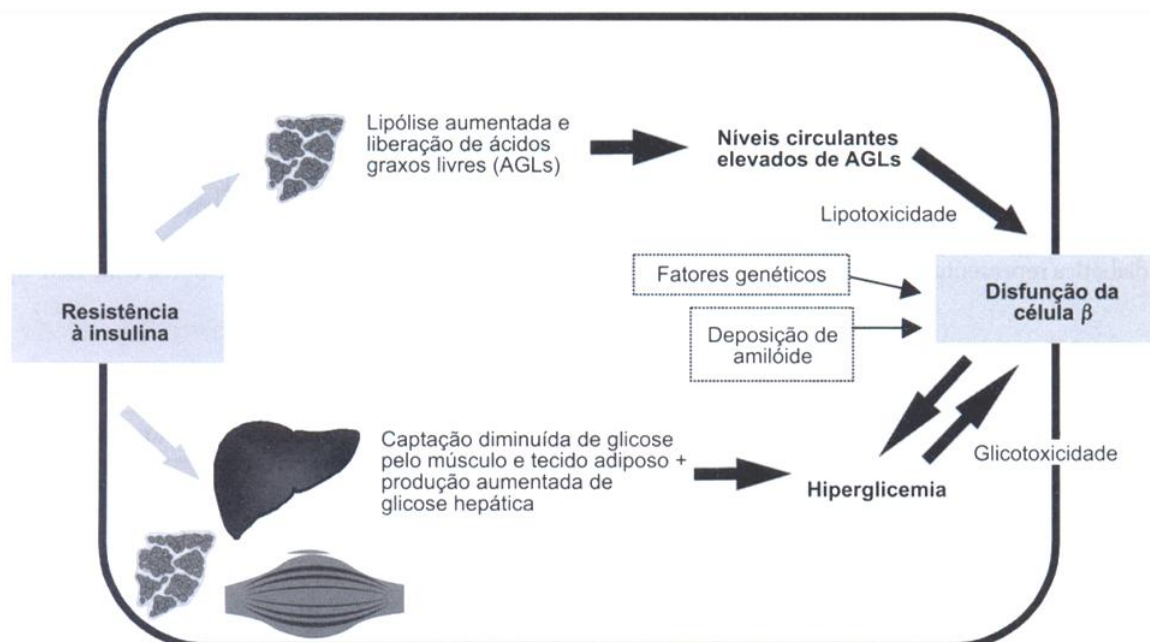 Lipólise aumentada e
liberação de ácidos
graxos livres (AGLs)
Níveis circulantes
elevados de AGLs
Lipotoxicidade
Resistência
à insulina
Fatores genéticos
Deposição de
amilóide
Disfunção da
célula β
Captação diminuída de glicose
pelo músculo e tecido adiposo +
produção aumentada de
glicose hepática
Hiperglicemia
Glicotoxicidade